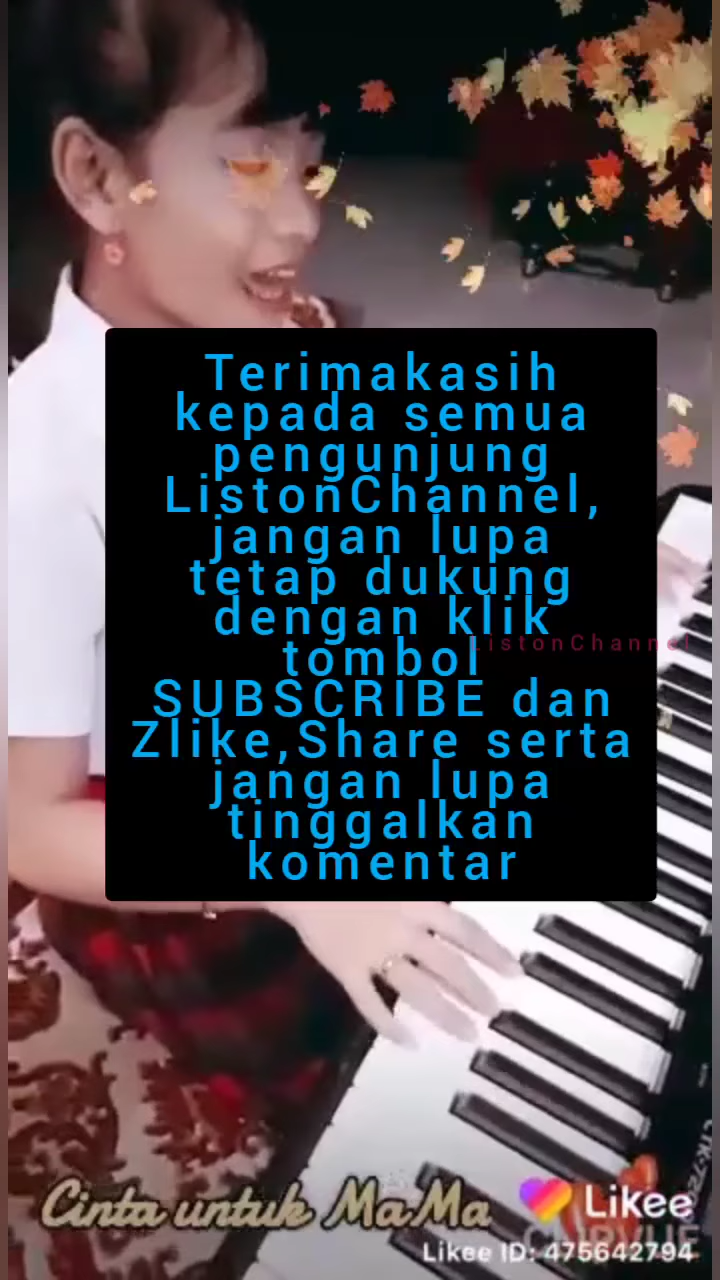 Terimakasih
kepada semua
pengunjung
ListonChannel,
jangan lupa
tetap dukung
dengan klik
tombol
ListonChannel
SUBSCRIBE dan
Zlike,Share serta
jangan lupa
tinggalkan
komentar
Cinta untuk MaMa
Likee
Likee ID: 475642794